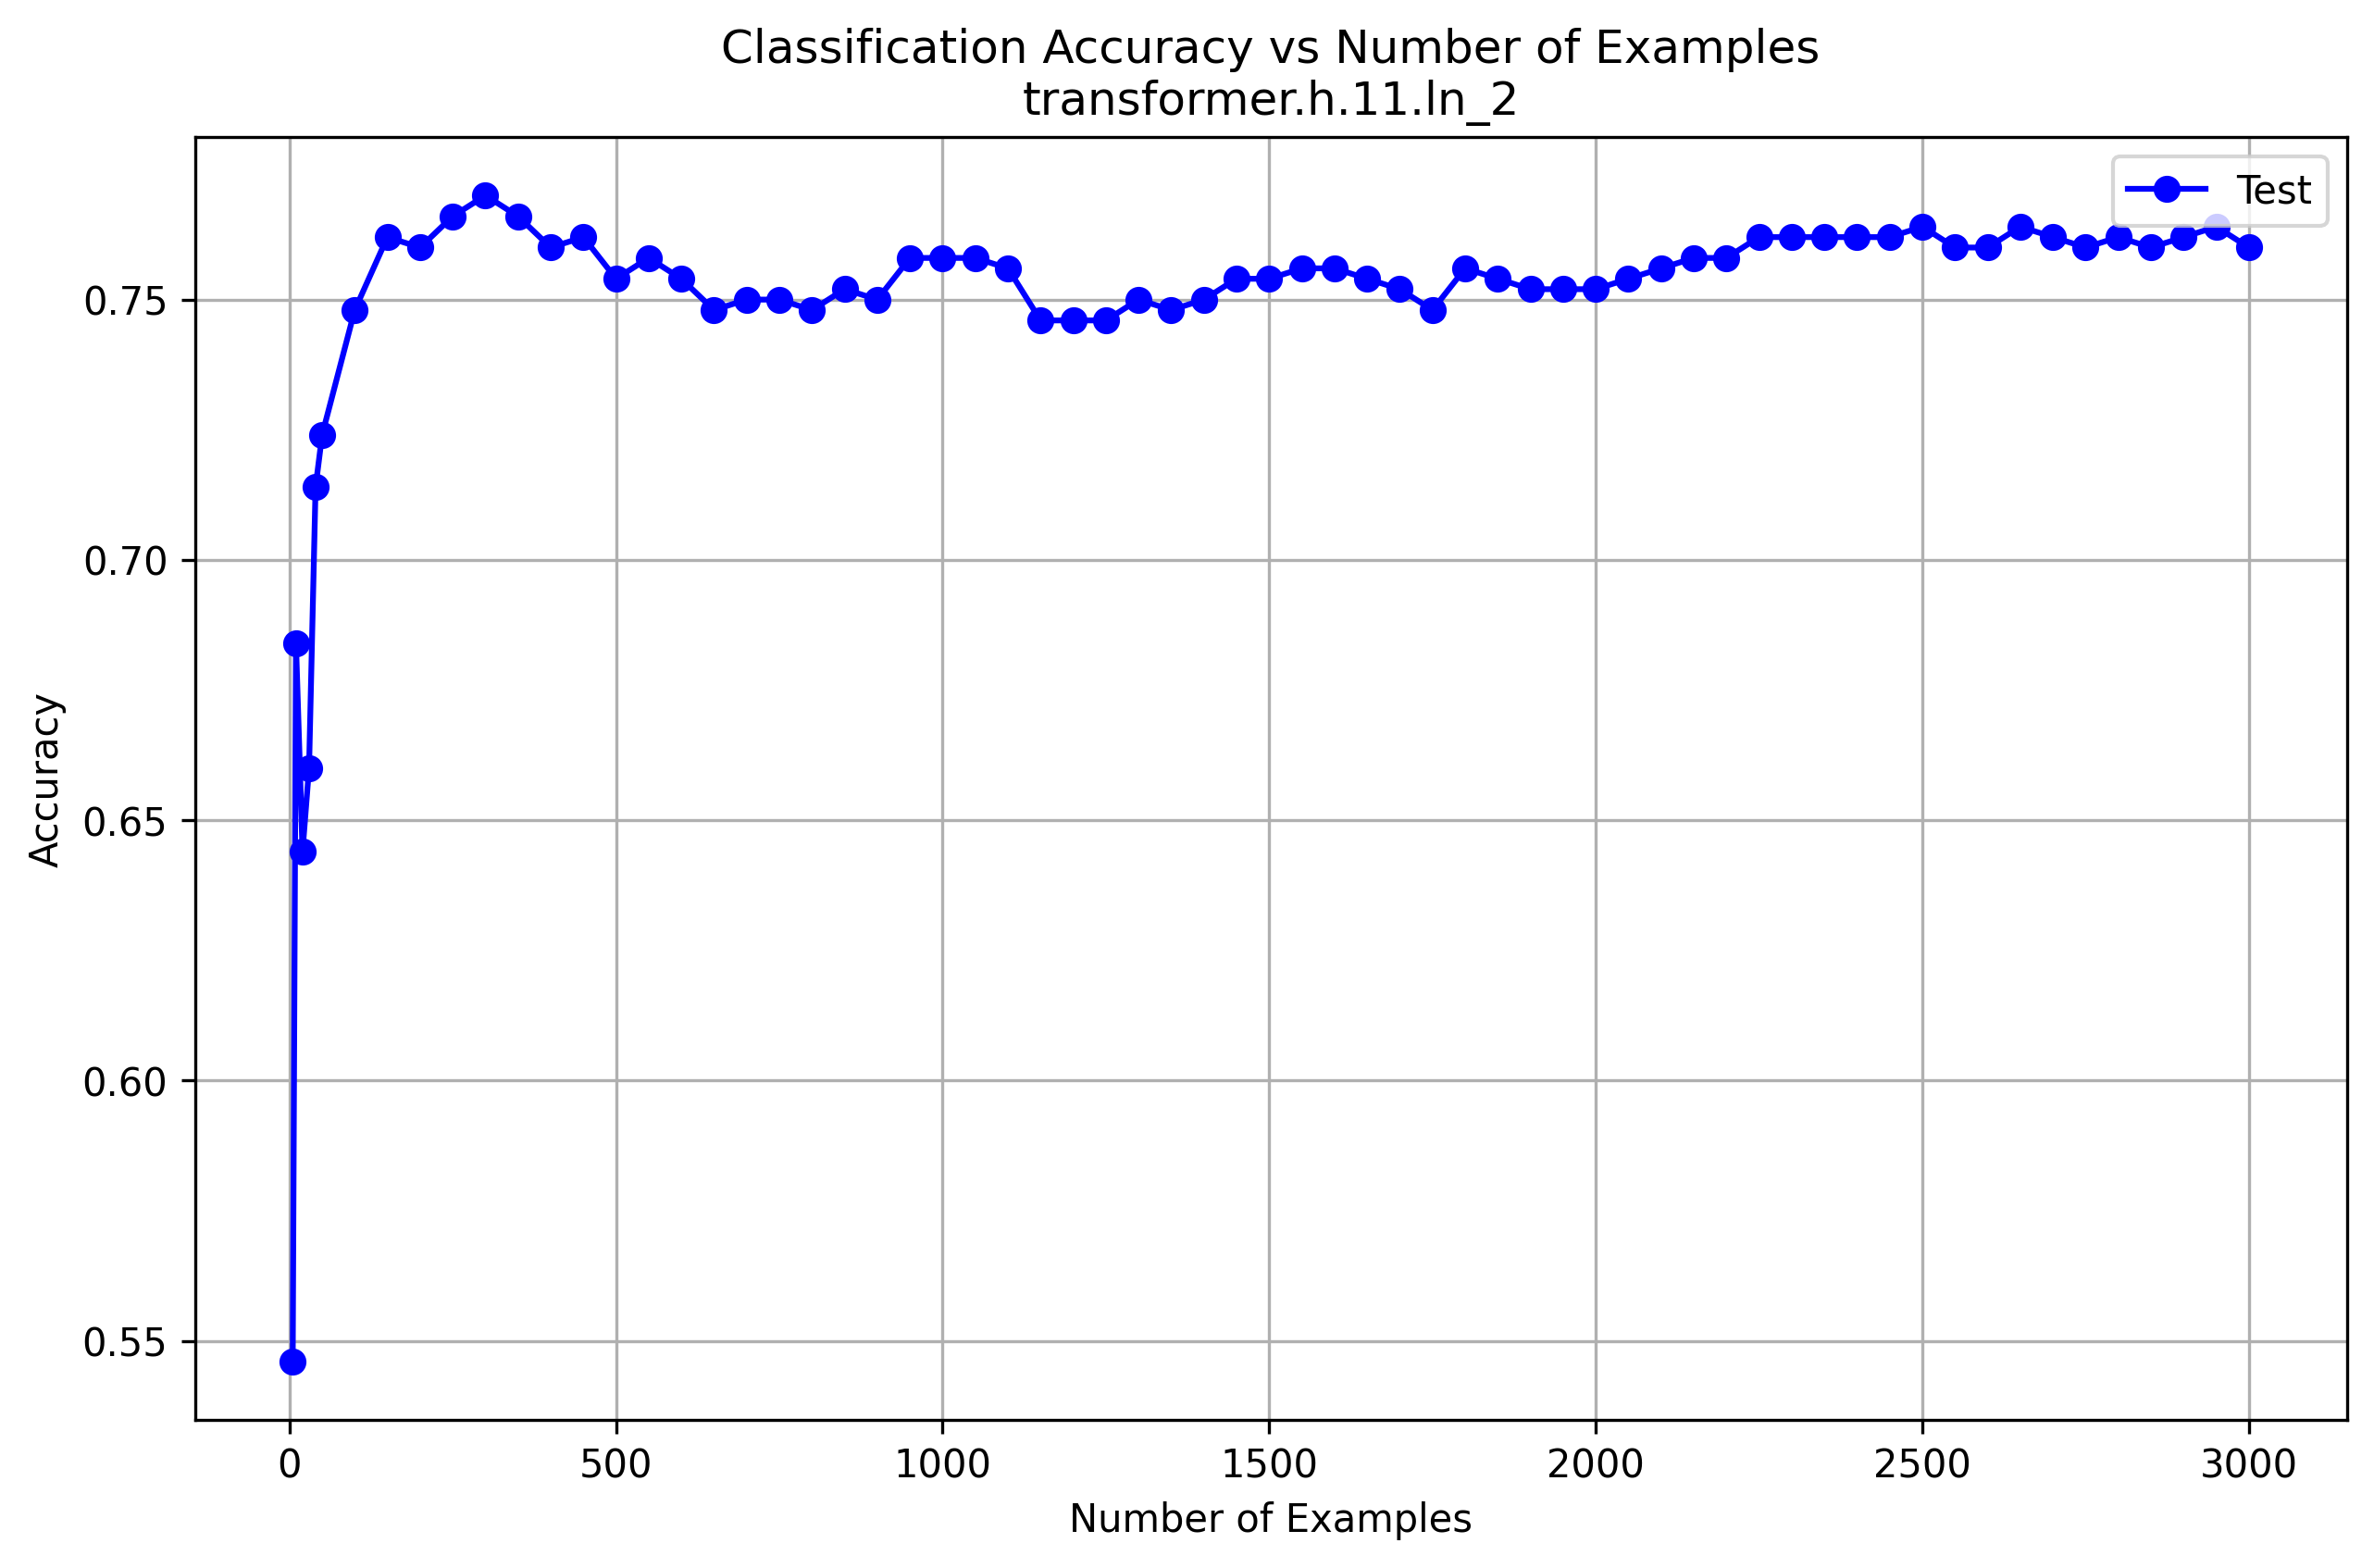 Classification Accuracy vs Number of Examples
transformer.h.11.ln_2
Test
Accuracy
0.75
0.70
0.65
0.60
0.55
0 500 1000 1500 2000 2500 3000
Number of Examples